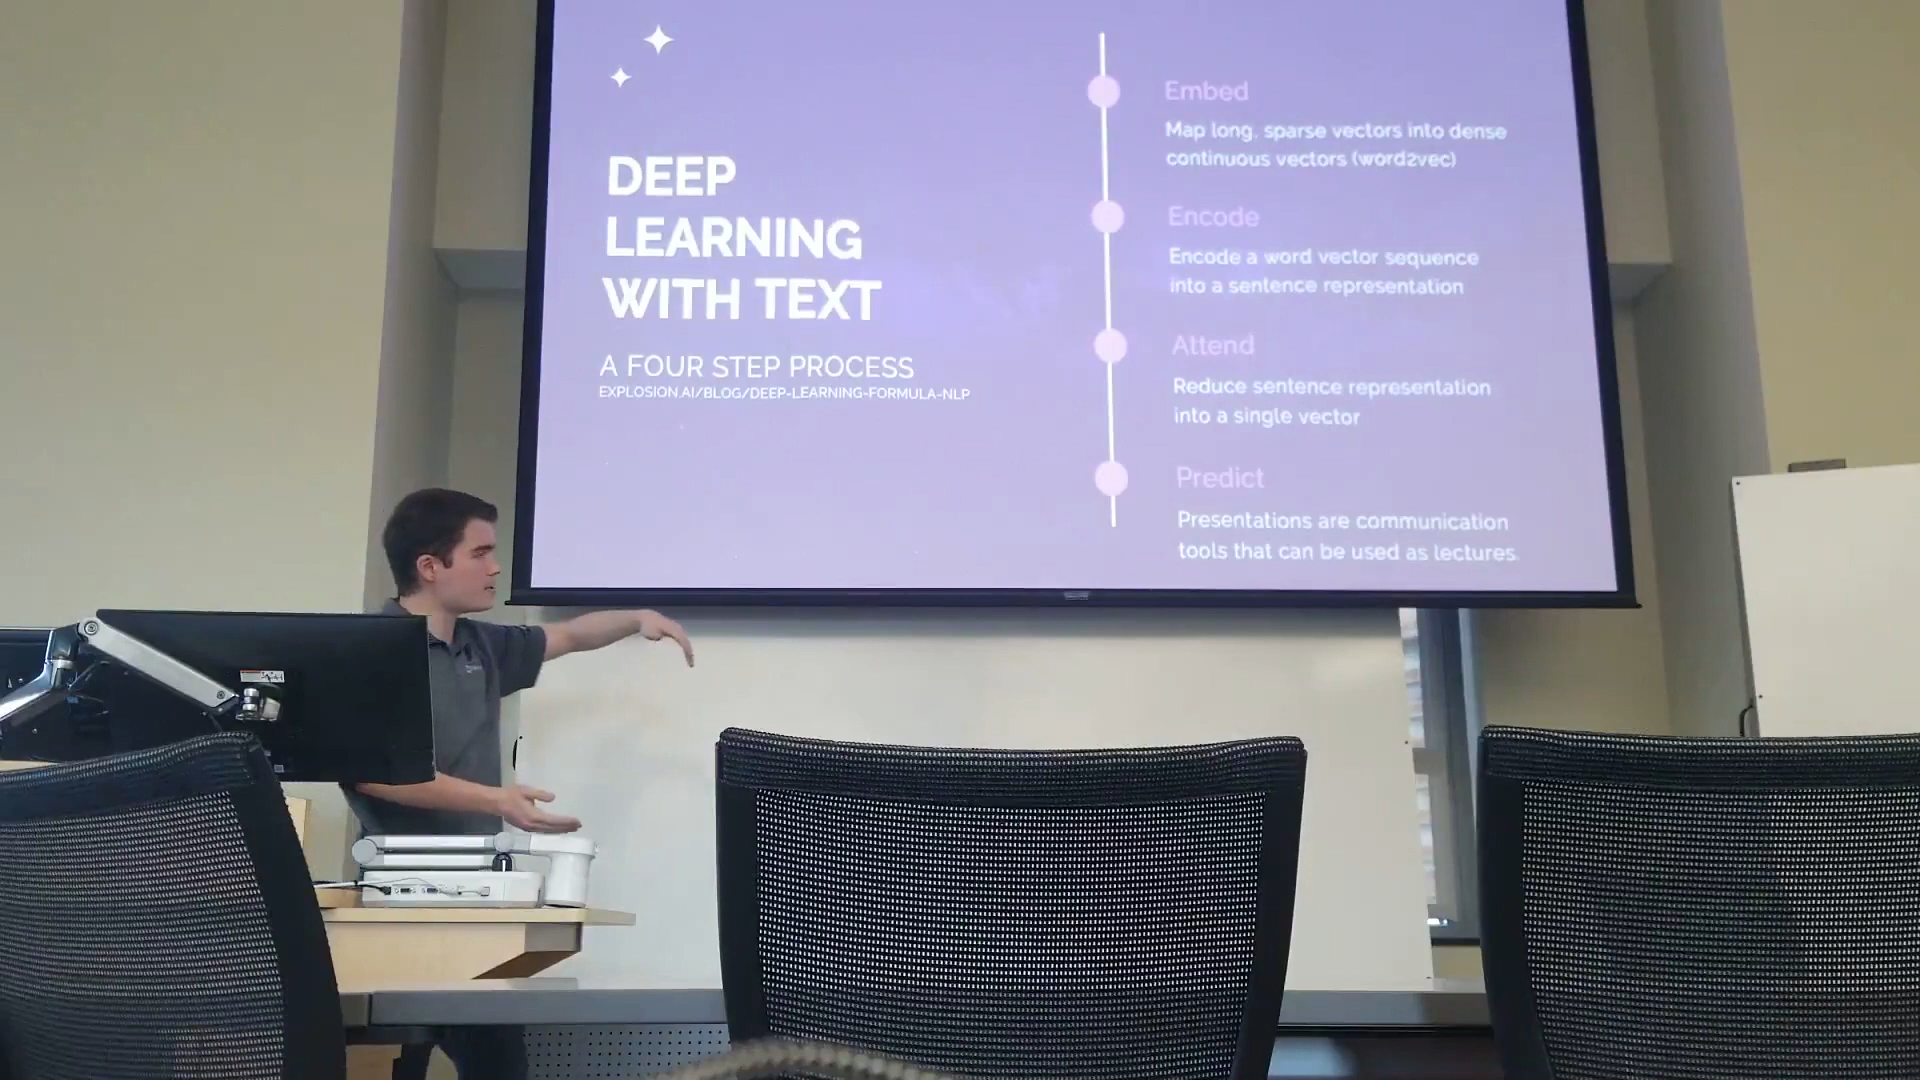 DEEP
LEARNING
WITH TEXT
A FOUR STEP PROCESS
EXPLOSION.AI/BLOG/DEEP-LEARNING-FORMULA-NLP
Embed
Map long, sparse vectors into dense
continuous vectors (word2vec)
Encode
Encode a word vector sequence
into a sentence representation
Attend
Reduce sentence representation
into a single vector
Predict
Presentations are communication
tools that can be used as lectures.